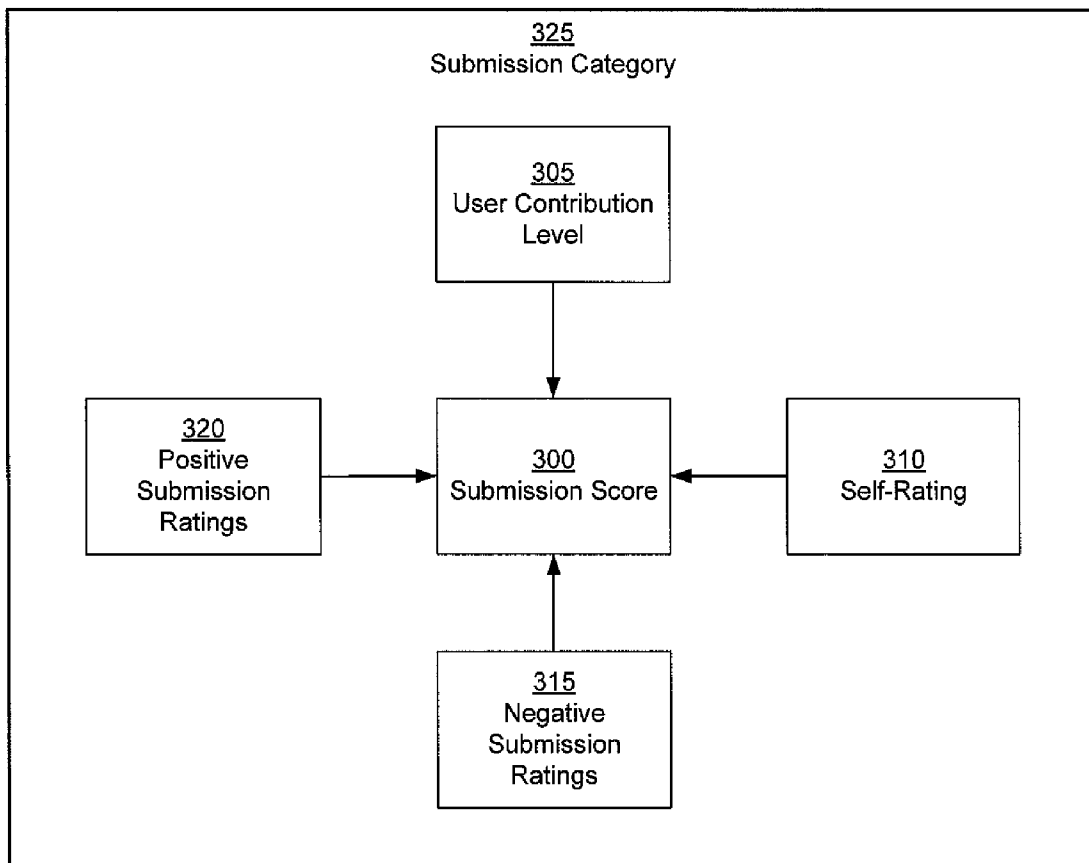 325
Submission Category
305
User Contribution
Level
320
Positive
Submission
Ratings
300
Submission Score
310
Self-Rating
315
Negative
Submission
Ratings